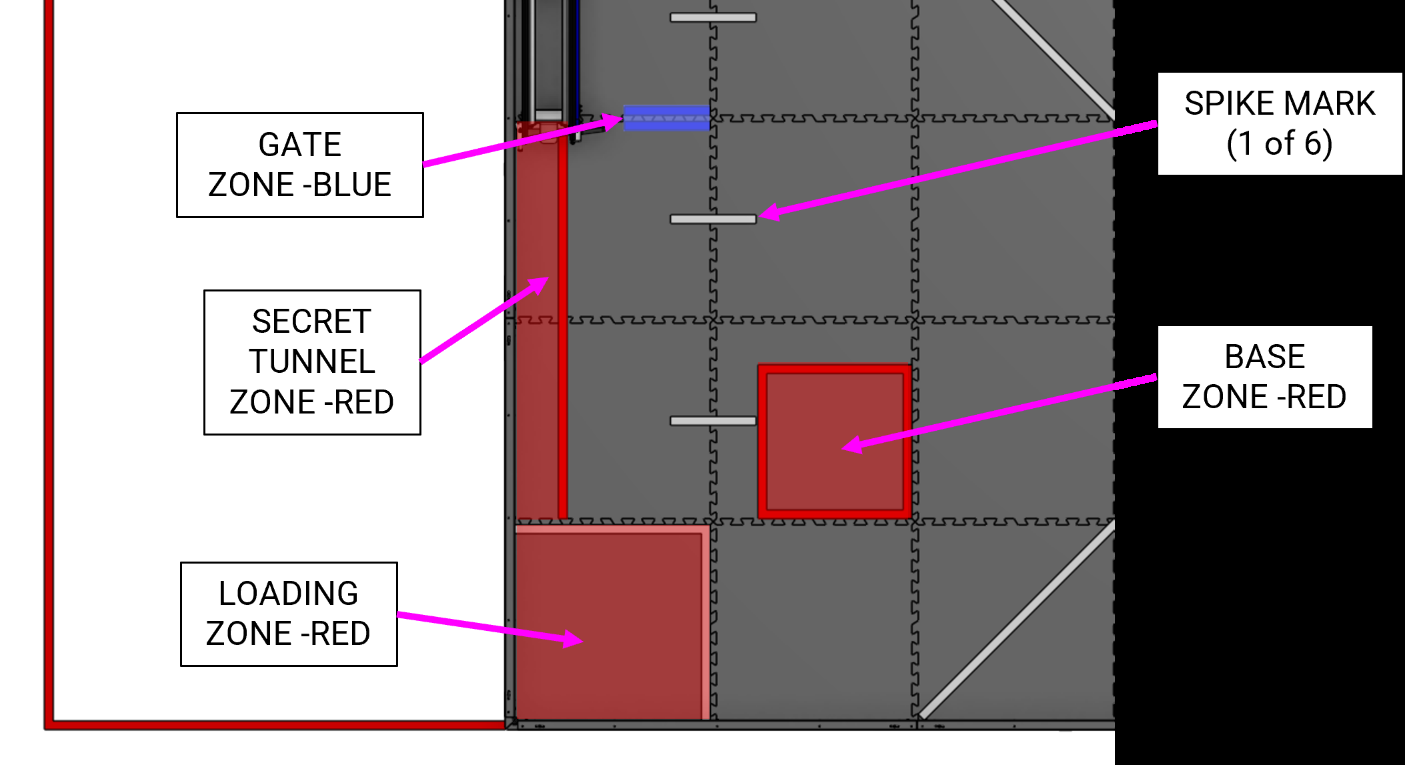 GATE
ZONE -BLUE
SPIKE MARK
(1 of 6)
SECRET
TUNNEL
ZONE -RED
BASE
ZONE -RED
LOADING
ZONE -RED